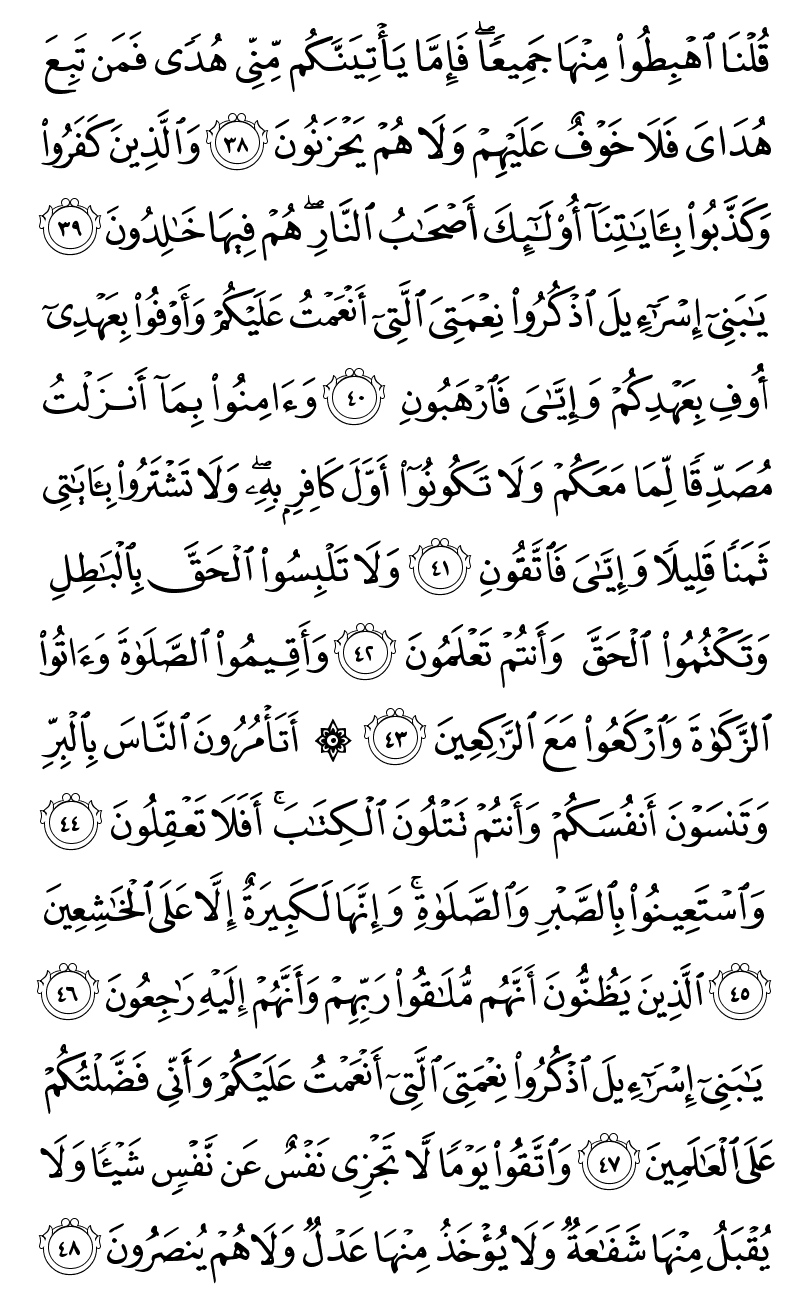 قُلۡنَا ٱهۡبِطُواْ مِنۡهَا جَمِيعٗاۖ فَإِمَّا يَأۡتِيَنَّكُم مِّنِّي هُدٗى فَمَن تَبِعَ
هُدَايَ فَلَا خَوۡفٌ عَلَيۡهِمۡ وَلَا هُمۡ يَحۡزَنُونَ ٣٨ وَٱلَّذِينَ كَفَرُواْ
وَكَذَّبُواْ بِـَٔايَٰتِنَآ أُوْلَٰٓئِكَ أَصۡحَٰبُ ٱلنَّارِۖ هُمۡ فِيهَا خَٰلِدُونَ ٣٩
يَٰبَنِيٓ إِسۡرَٰٓءِيلَ ٱذۡكُرُواْ نِعۡمَتِيَ ٱلَّتِيٓ أَنۡعَمۡتُ عَلَيۡكُمۡ وَأَوۡفُواْ بِعَهۡدِيٓ
أُوفِ بِعَهۡدِكُمۡ وَإِيَّٰيَ فَٱرۡهَبُونِ ٤٠ وَءَامِنُواْ بِمَآ أَنزَلۡتُ
مُصَدِّقٗا لِّمَا مَعَكُمۡ وَلَا تَكُونُوٓاْ أَوَّلَ كَافِرِۭ بِهِۦۖ وَلَا تَشۡتَرُواْ بِـَٔايَٰتِي
ثَمَنٗا قَلِيلٗا وَإِيَّٰيَ فَٱتَّقُونِ ٤١ وَلَا تَلۡبِسُواْ ٱلۡحَقَّ بِٱلۡبَٰطِلِ
وَتَكۡتُمُواْ ٱلۡحَقَّ وَأَنتُمۡ تَعۡلَمُونَ ٤٢ وَأَقِيمُواْ ٱلصَّلَوٰةَ وَءَاتُواْ
ٱلزَّكَوٰةَ وَٱرۡكَعُواْ مَعَ ٱلرَّٰكِعِينَ ٤٣ ۞ أَتَأۡمُرُونَ ٱلنَّاسَ بِٱلۡبِرِّ
وَتَنسَوۡنَ أَنفُسَكُمۡ وَأَنتُمۡ تَتۡلُونَ ٱلۡكِتَٰبَۚ أَفَلَا تَعۡقِلُونَ ٤٤
وَٱسۡتَعِينُواْ بِٱلصَّبۡرِ وَٱلصَّلَوٰةِۚ وَإِنَّهَا لَكَبِيرَةٌ إِلَّا عَلَى ٱلۡخَٰشِعِينَ
٤٥ ٱلَّذِينَ يَظُنُّونَ أَنَّهُم مُّلَٰقُواْ رَبِّهِمۡ وَأَنَّهُمۡ إِلَيۡهِ رَٰجِعُونَ ٤٦
يَٰبَنِيٓ إِسۡرَٰٓءِيلَ ٱذۡكُرُواْ نِعۡمَتِيَ ٱلَّتِيٓ أَنۡعَمۡتُ عَلَيۡكُمۡ وَأَنِّي فَضَّلۡتُكُمۡ
عَلَى ٱلۡعَٰلَمِينَ ٤٧ وَٱتَّقُواْ يَوۡمٗا لَّا تَجۡزِي نَفۡسٌ عَن نَّفۡسٖ شَيۡـٔٗا وَلَا
يُقۡبَلُ مِنۡهَا شَفَٰعَةٞ وَلَا يُؤۡخَذُ مِنۡهَا عَدۡلٞ وَلَا هُمۡ يُنصَرُونَ ٤٨